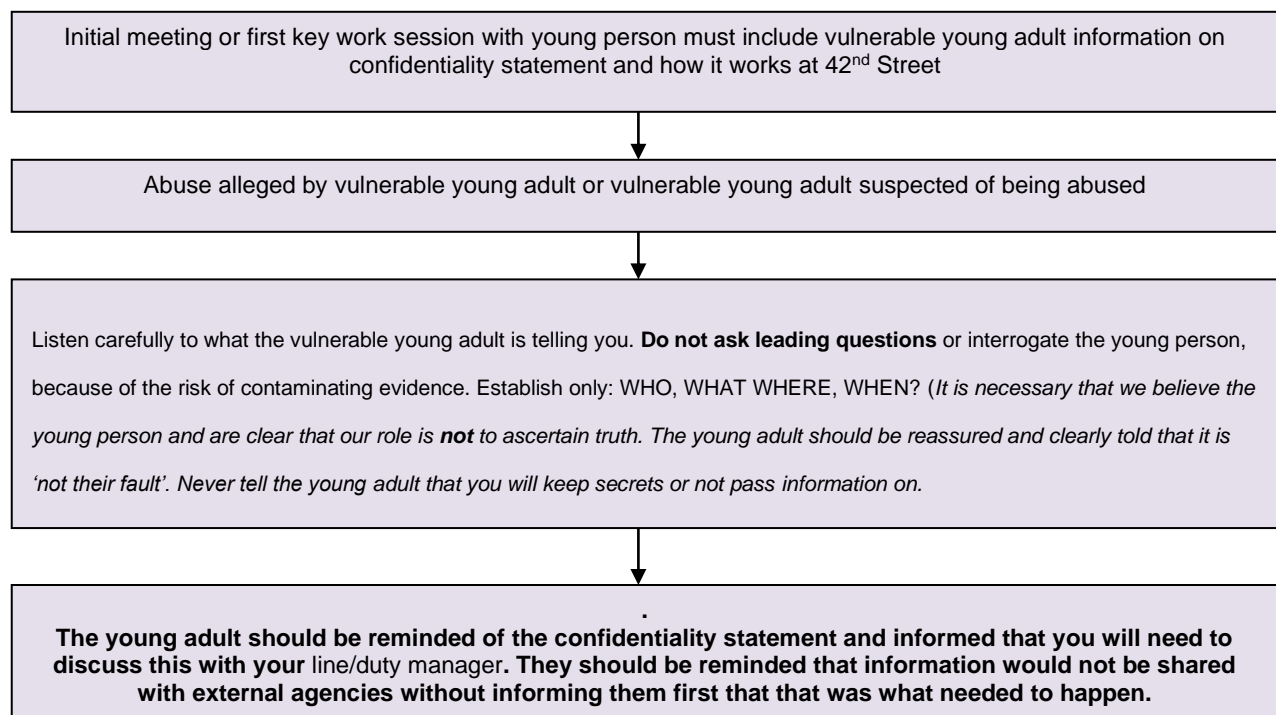 Initial meeting or first key work session with young person must include vulnerable young adult information on
confidentiality statement and how it works at 42nd Street
Abuse alleged by vulnerable young adult or vulnerable young adult suspected of being abused
Listen carefully to what the vulnerable young adult is telling you. Do not ask leading questions or interrogate the young person,
because of the risk of contaminating evidence. Establish only: WHO, WHAT WHERE, WHEN? (It is necessary that we believe the
young person and are clear that our role is not to ascertain truth. The young adult should be reassured and clearly told that it is
‘not their fault’. Never tell the young adult that you will keep secrets or not pass information on.
.
The young adult should be reminded of the confidentiality statement and informed that you will need to
discuss this with your line/duty manager. They should be reminded that information would not be shared
with external agencies without informing them first that that was what needed to happen.